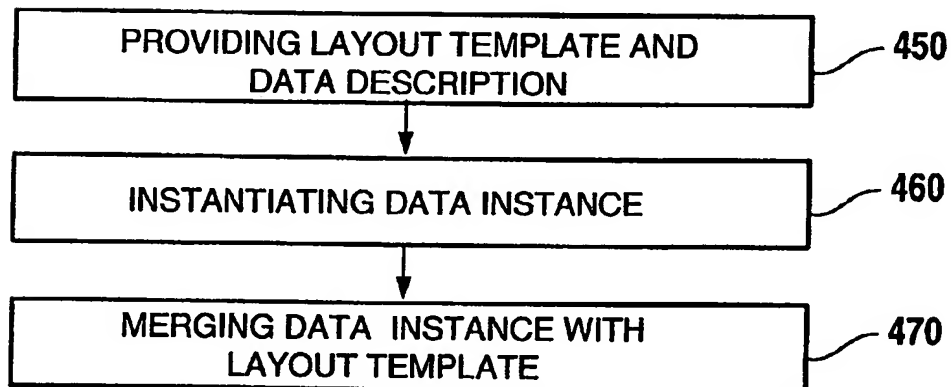 PROVIDING LAYOUT TEMPLATE AND
DATA DESCRIPTION
450
INSTANTIATING DATA INSTANCE
460
MERGING DATA INSTANCE WITH
LAYOUT TEMPLATE
470